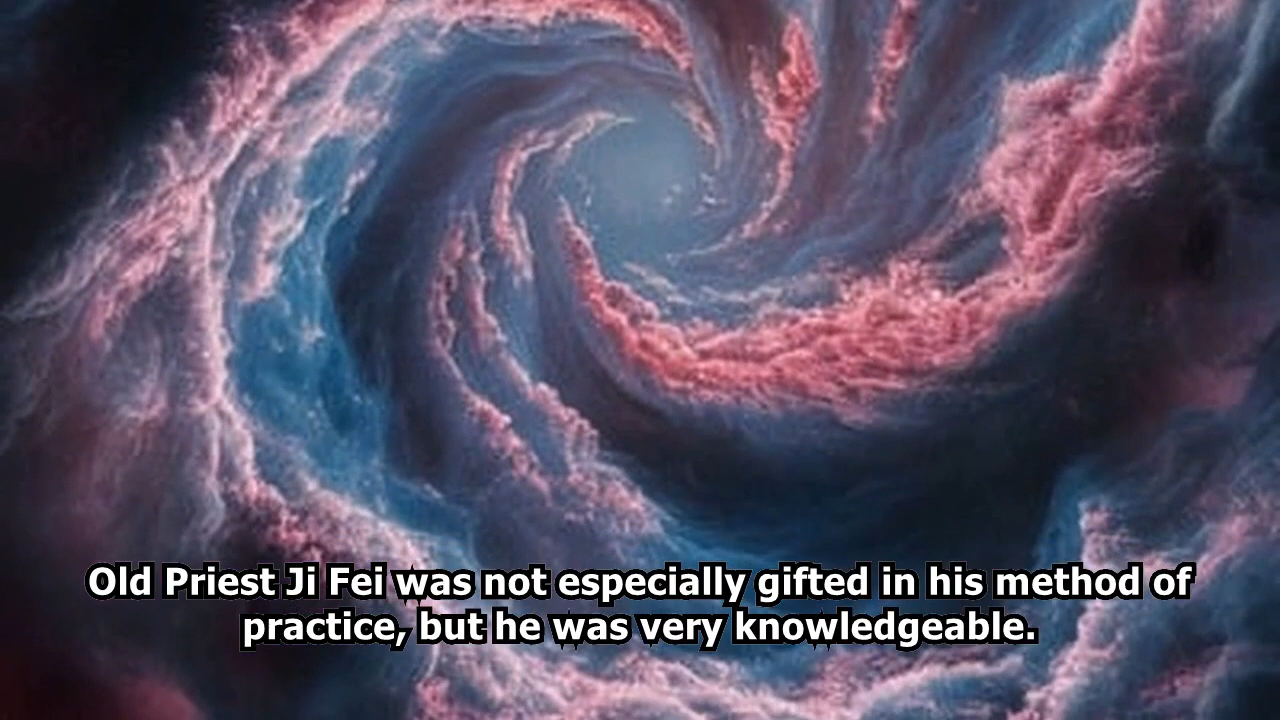 Old Priest Ji Fei was not especially gifted in his method of
practice, but he was very knowledgeable.